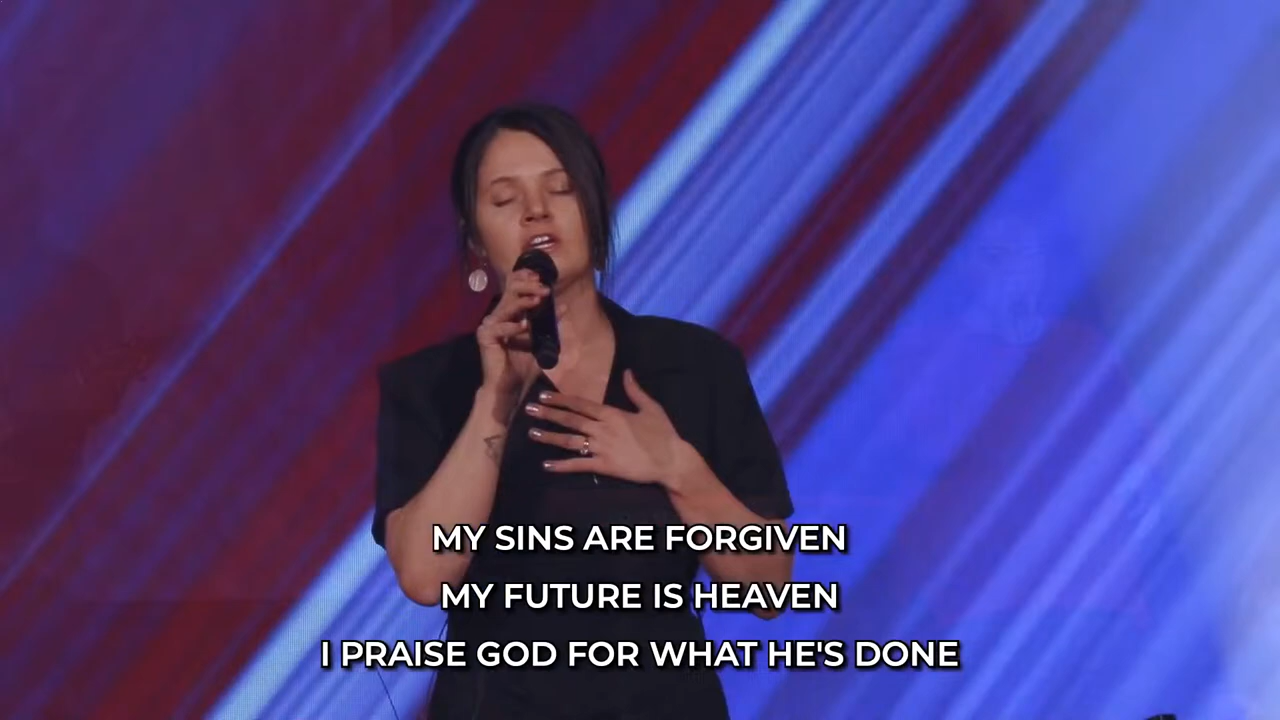 MY SINS ARE FORGIVEN
MY FUTURE IS HEAVEN
I PRAISE GOD FOR WHAT HE'S DONE